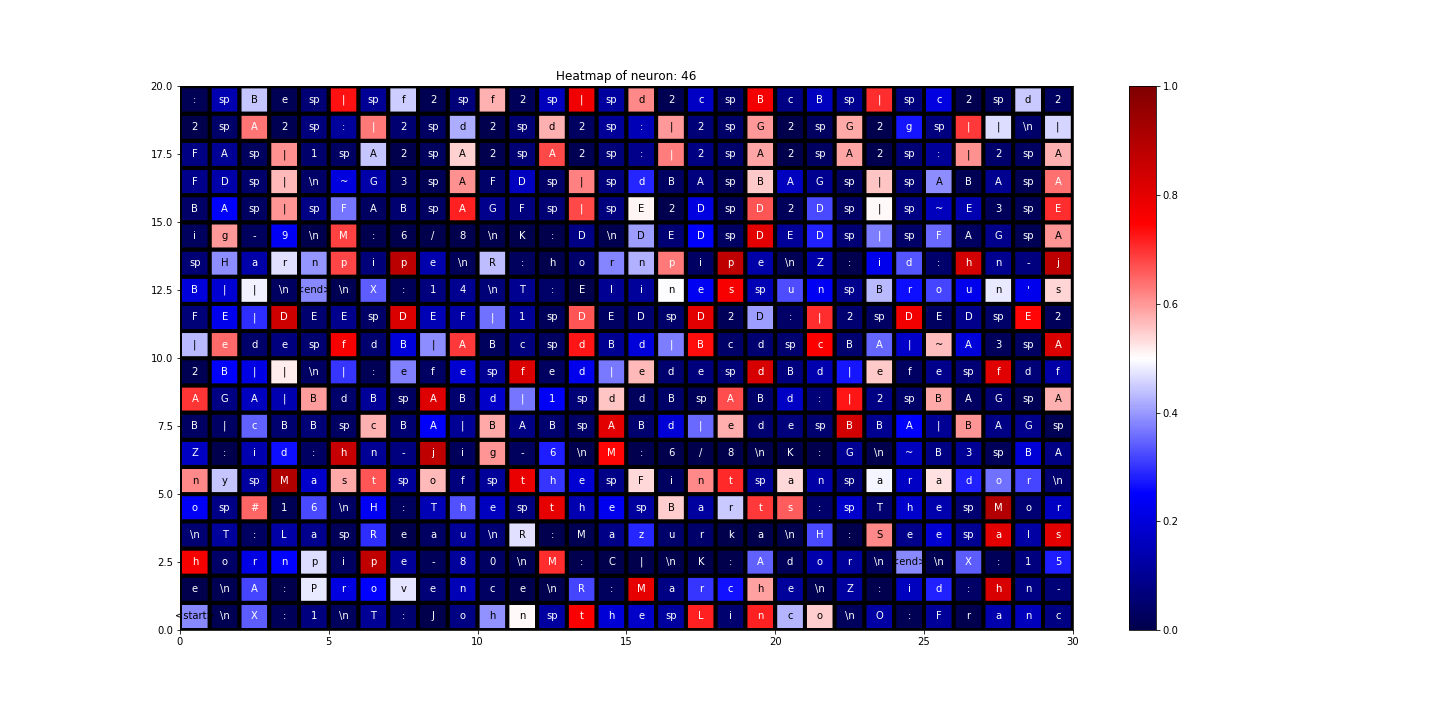 Heatmap of neuron: 46
20.0 : sp B e sp | sp f 2 sp f 2 sp | sp d 2 c sp B c B sp | sp c 2 sp d 2 1.0
2 sp A 2 sp : | 2 sp d 2 sp d 2 sp : | 2 sp G 2 sp G 2 g sp | | \n |
17.5 F A sp | 1 sp A 2 sp A 2 sp A 2 sp : | 2 sp A 2 sp A 2 sp : | 2 sp A
F D sp | \n ~ G 3 sp A F D sp | sp d B A sp B A G sp | sp A B A sp A 0.8
15.0 B A sp | sp F A B sp A G F sp | sp E 2 D sp D 2 D sp | sp ~ E 3 sp E
i g - 9 \n M : 6 / 8 \n K : D \n D E D sp D E D sp | sp F A G sp A
sp H a r n p i p e \n R : h o r n p i p e \n Z : i d : h n - j 0.6
12.5 B | | \n <end> \n X : 1 4 \n T : E l i n e s sp u n sp B r o u n ' s
F E | D E E sp D E F | 1 sp D E D sp D 2 D : | 2 sp D E D sp E 2
10.0 | e d e sp f d B | A B c sp d B d | B c d sp c B A | ~ A 3 sp A
2 B | | \n | : e f e sp f e d | e d e sp d B d | e f e sp f d f 0.4
A G A | B d B sp A B d | 1 sp d d B sp A B d : | 2 sp B A G sp A
7.5 B | c B B sp c B A | B A B sp A B d | e d e sp B B A | B A G sp
Z : i d : h n - j i g - 6 \n M : 6 / 8 \n K : G \n ~ B 3 sp B A
5.0 n y sp M a s t sp o f sp t h e sp F i n t sp a n sp a r a d o r \n 0.2
o sp # 1 6 \n H : T h e sp t h e sp B a r t s : sp T h e sp M o r
\n T : L a sp R e a u \n R : M a z u r k a \n H : S e e sp a l s
2.5 h o r n p i p e - 8 0 \n M : C | \n K : A d o r \n <end> \n X : 1 5
e \n A : P r o v e n c e \n R : M a r c h e \n Z : i d : h n -
0.0 <start \n X : 1 \n T : J o h n sp t h e sp L i n c o \n O : F r a n c 0.0
0 5 10 15 20 25 30